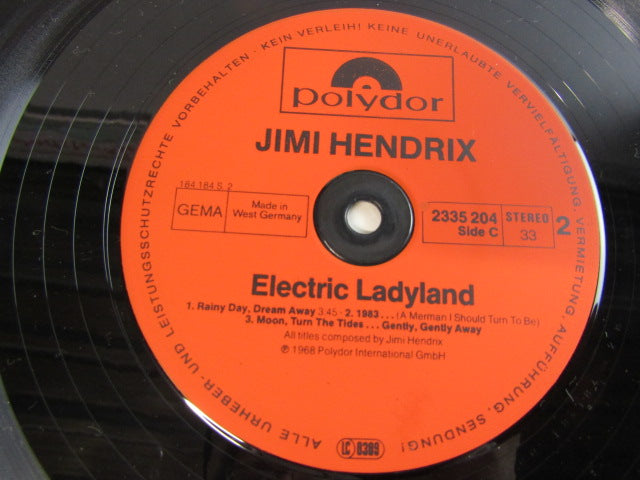 ALLE URHEBER- UND LEISTUNGSSCHUTZRECHTE VORBEHALTEN · KEIN VERLEIH! KEINE UNERLAUBTE VERVIELFÄLTIGUNG, VERMIETUNG, AUFFÜHRUNG, SENDUNG!
polydor
JIMI HENDRIX
184 184 S 2
GEMA
Made in
West Germany
2335 204
Side C
STEREO
33
2
Electric Ladyland
1. Rainy Day, Dream Away 3.45 · 2. 1983 . . . (A Merman I Should Turn To Be)
3. Moon, Turn The Tides . . . Gently, Gently Away
All titles composed by Jimi Hendrix
℗ 1968 Polydor International GmbH
LC 0309